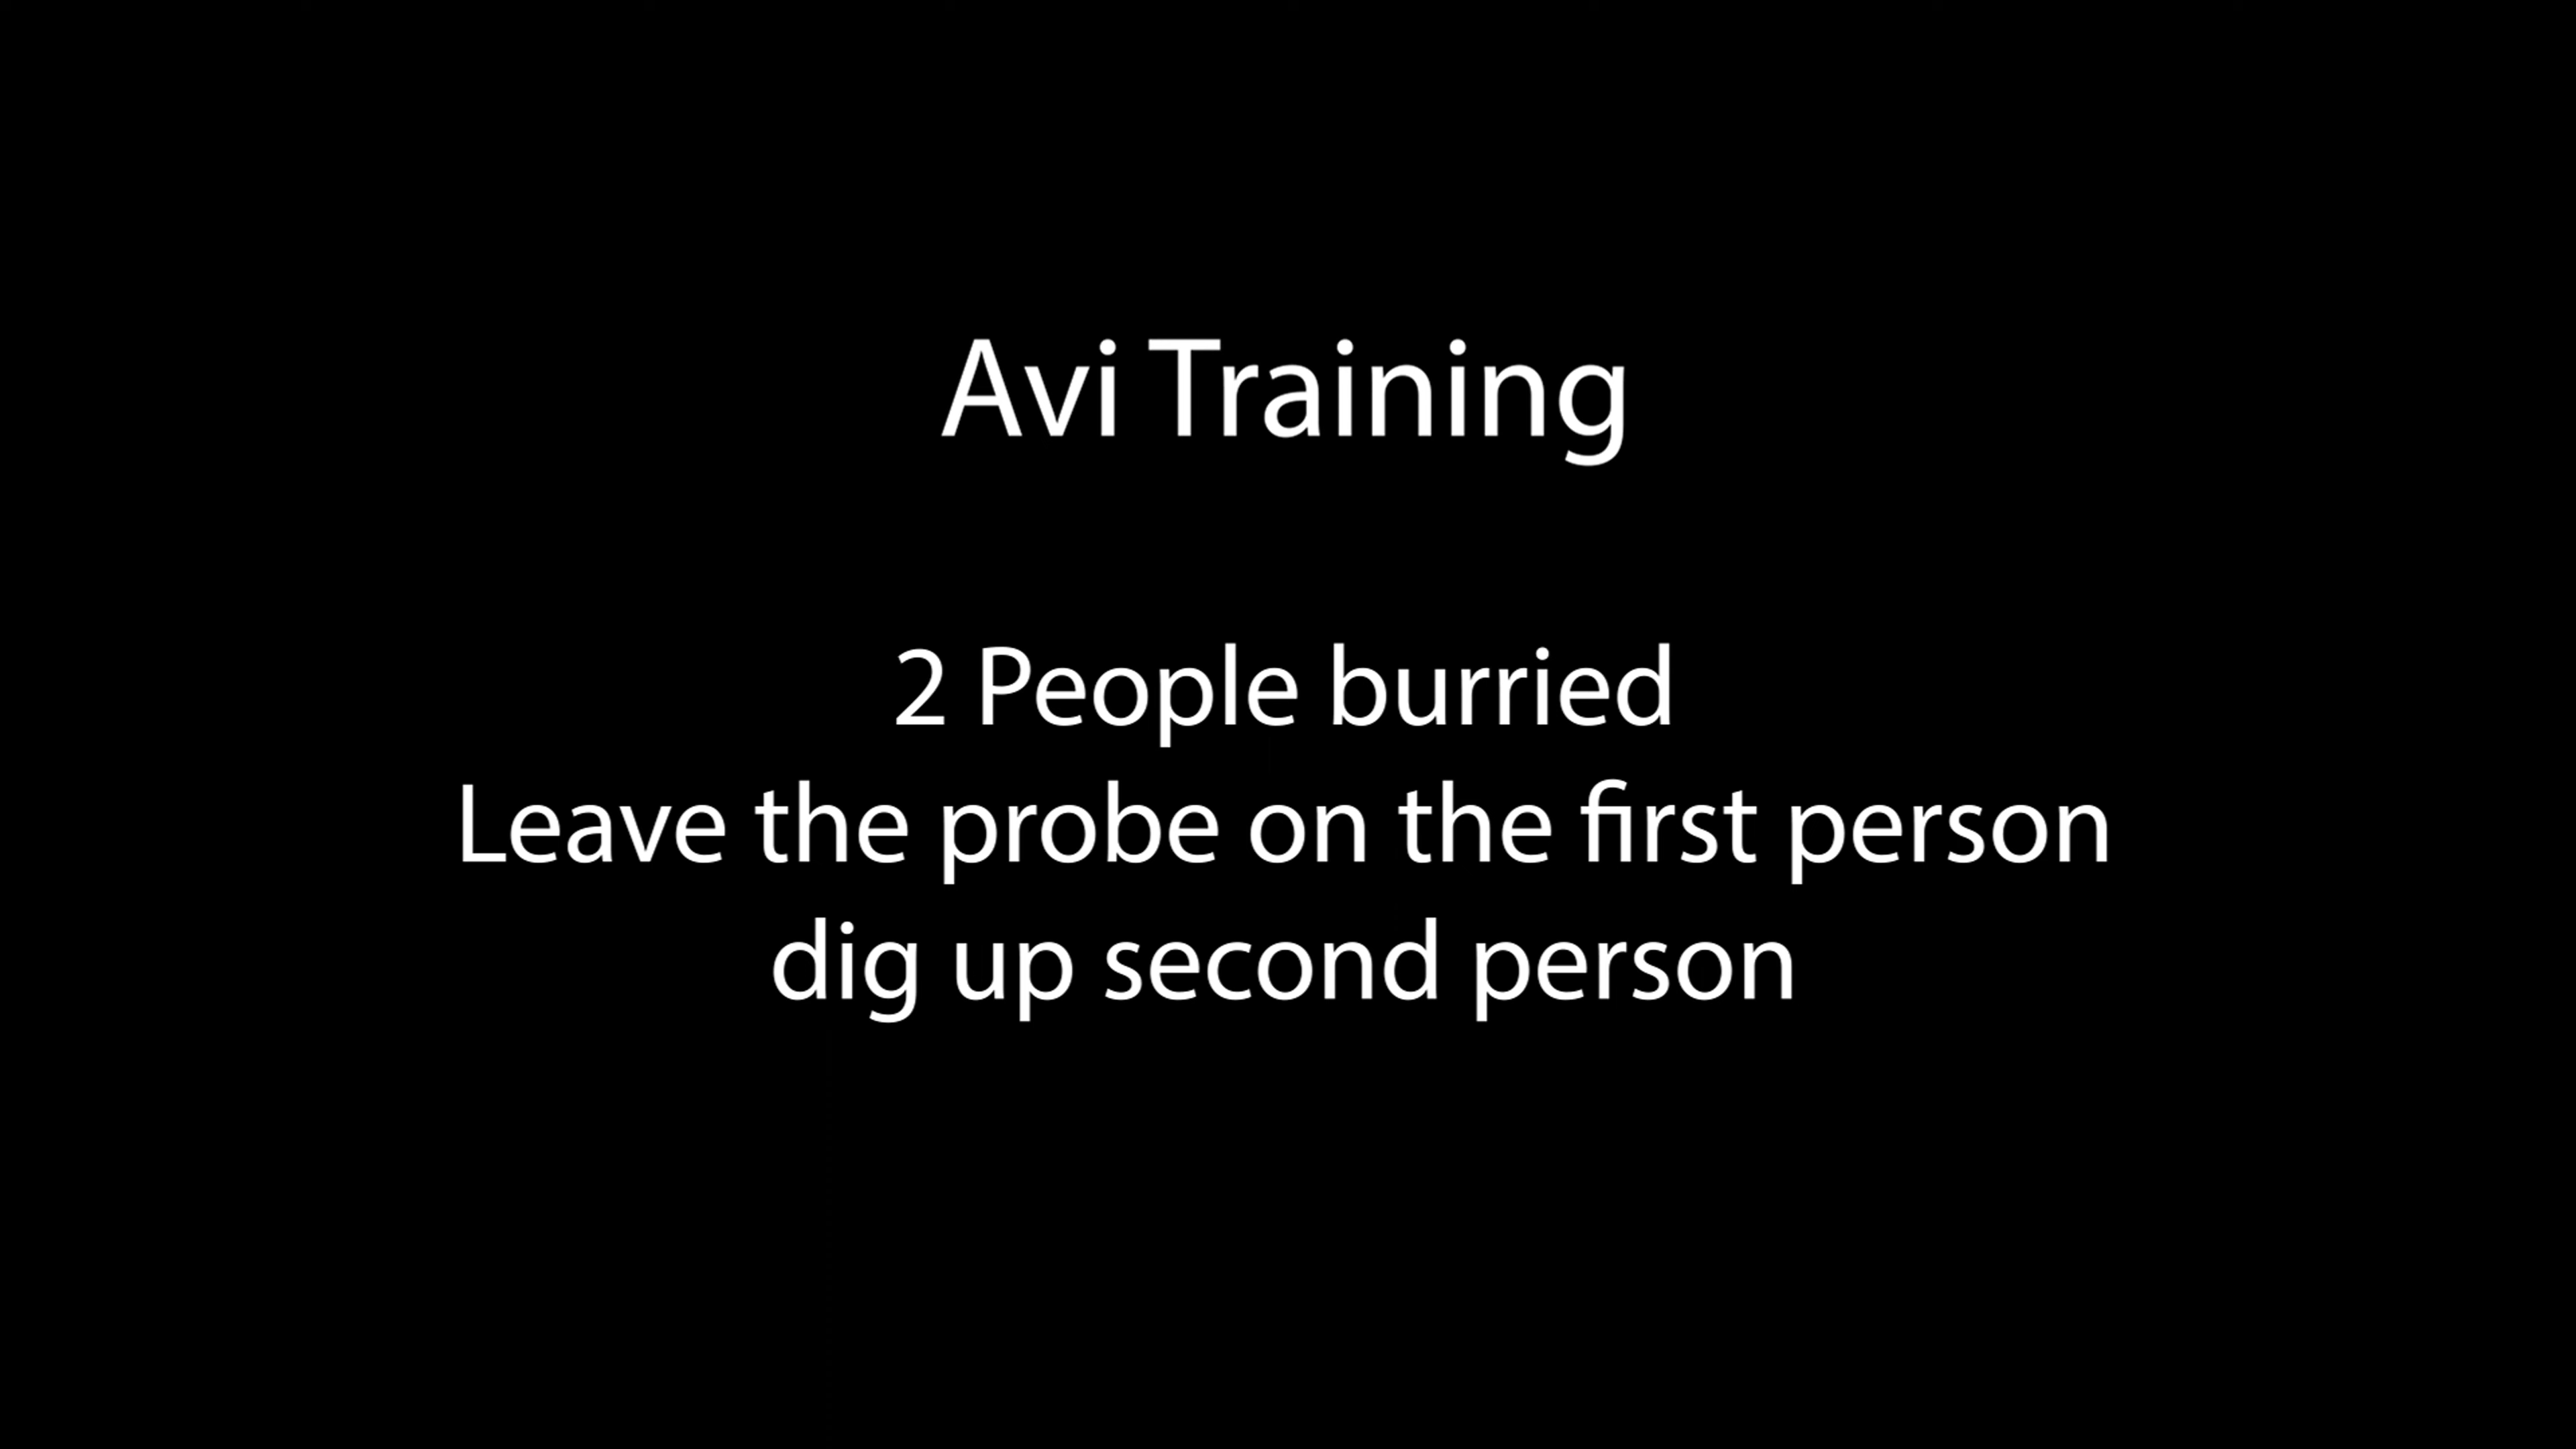 Avi Training
2 People burried
Leave the probe on the first person
dig up second person